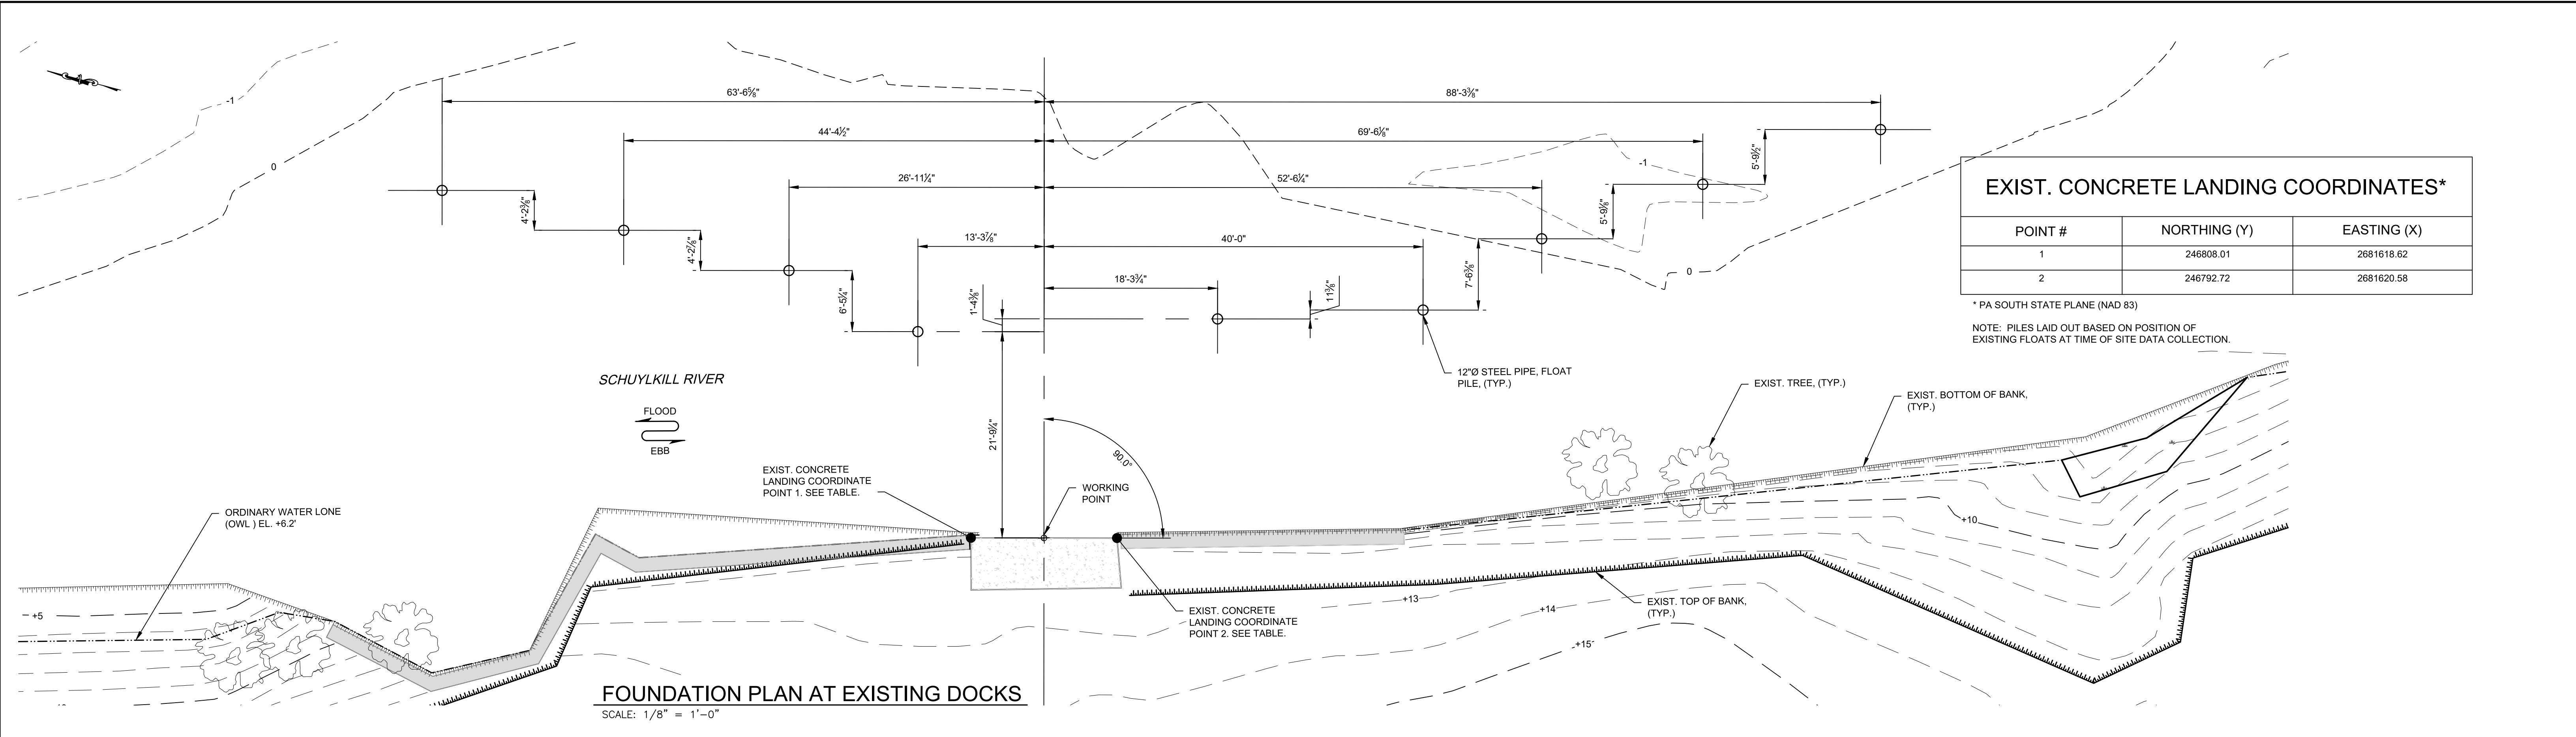 -1
0
63'-6⅝"
88'-3⅜"
44'-4½"
69'-6⅛"
26'-11¼"
52'-6¼"
13'-3⅞"
40'-0"
18'-3¾"
4'-2⅜"
4'-2⅞"
6'-5¼"
1'-4⅜"
11⅜"
7'-6⅜"
5'-9⅛"
5'-9½"
-1
0
21'-9¼"
90.0°
EXIST. CONCRETE LANDING COORDINATES*
POINT # NORTHING (Y) EASTING (X)
1 246808.01 2681618.62
2 246792.72 2681620.58
* PA SOUTH STATE PLANE (NAD 83)
NOTE: PILES LAID OUT BASED ON POSITION OF
EXISTING FLOATS AT TIME OF SITE DATA COLLECTION.
SCHUYLKILL RIVER
FLOOD
EBB
12"Ø STEEL PIPE, FLOAT
PILE, (TYP.)
EXIST. TREE, (TYP.)
EXIST. BOTTOM OF BANK,
(TYP.)
EXIST. CONCRETE
LANDING COORDINATE
POINT 1. SEE TABLE.
WORKING
POINT
ORDINARY WATER LONE
(OWL ) EL. +6.2'
+10
+5
+13
+14
+15
EXIST. CONCRETE
LANDING COORDINATE
POINT 2. SEE TABLE.
EXIST. TOP OF BANK,
(TYP.)
FOUNDATION PLAN AT EXISTING DOCKS
SCALE: 1/8" = 1'-0"